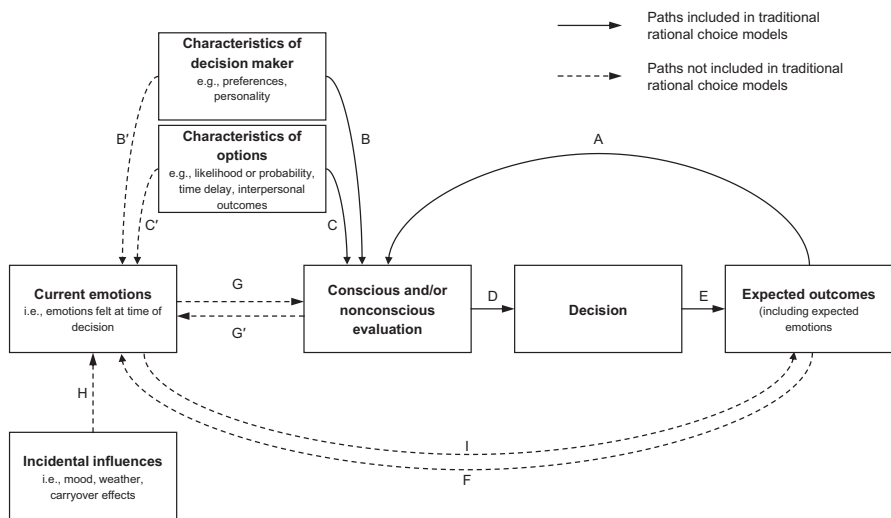 Paths included in traditional
rational choice models
Paths not included in traditional
rational choice models
Characteristics of
decision maker
e.g., preferences,
personality
Characteristics of
options
e.g., likelihood or probability,
time delay, interpersonal
outcomes
B′
B
A
C′
C
Current emotions
i.e., emotions felt at time of
decision
G
G′
Conscious and/or
nonconscious
evaluation
D
Decision
E
Expected outcomes
(including expected
emotions
H
I
F
Incidental influences
i.e., mood, weather,
carryover effects